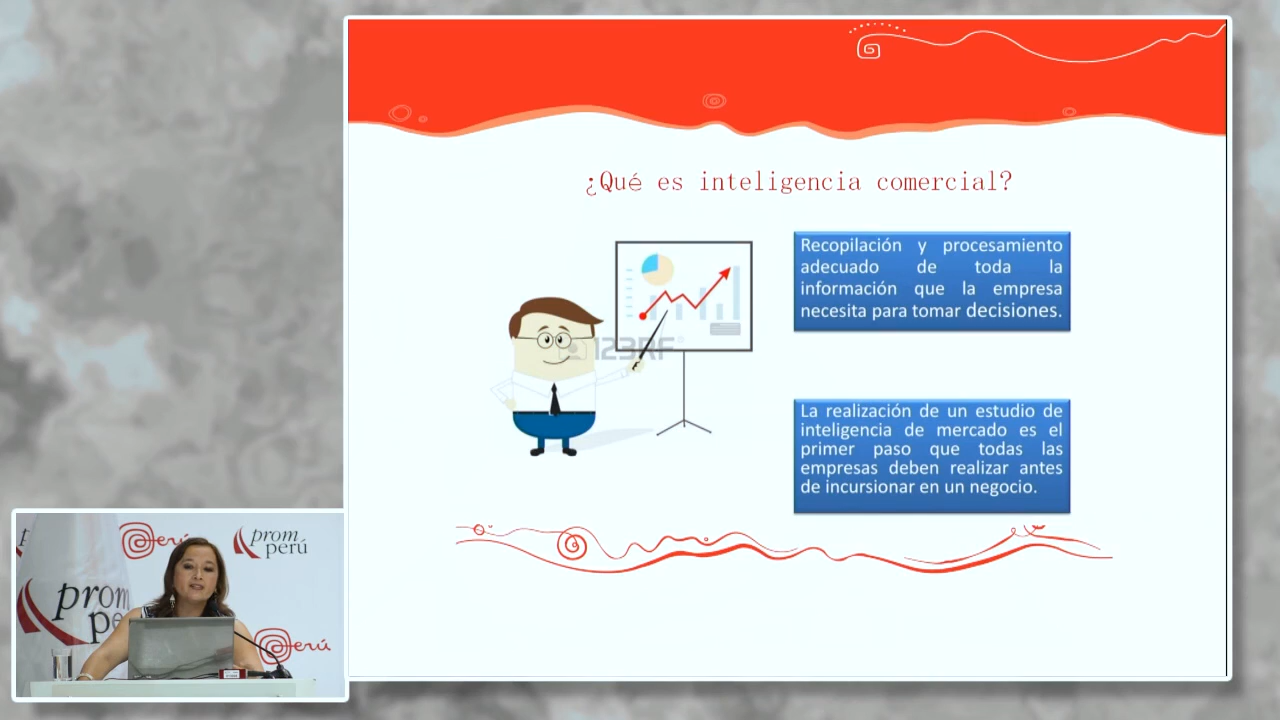 ¿Qué es inteligencia comercial?
Recopilación y procesamiento
adecuado de toda la
información que la empresa
necesita para tomar decisiones.
123RF
La realización de un estudio de
inteligencia de mercado es el
primer paso que todas las
empresas deben realizar antes
de incursionar en un negocio.
Perú
prom
perú
prom
pe
Perú